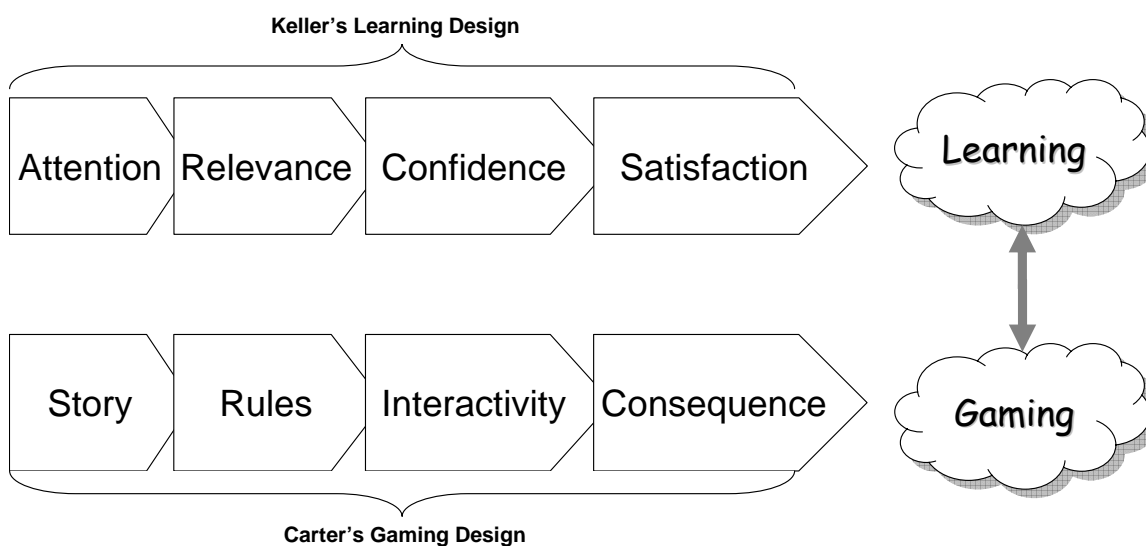 Keller's Learning Design
Attention
Relevance
Confidence
Satisfaction
Learning
Story
Rules
Interactivity
Consequence
Gaming
Carter's Gaming Design